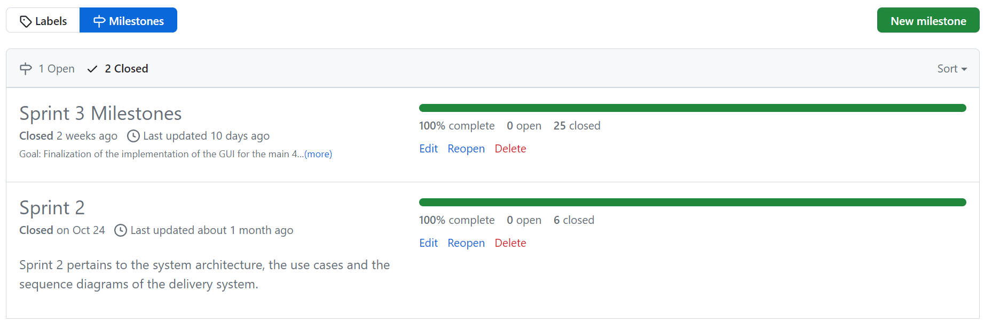 Labels Milestones New milestone
1 Open 2 Closed Sort
Sprint 3 Milestones
Closed 2 weeks ago Last updated 10 days ago
Goal: Finalization of the implementation of the GUI for the main 4...(more)
100% complete 0 open 25 closed
Edit Reopen Delete
Sprint 2
Closed on Oct 24 Last updated about 1 month ago
Sprint 2 pertains to the system architecture, the use cases and the
sequence diagrams of the delivery system.
100% complete 0 open 6 closed
Edit Reopen Delete